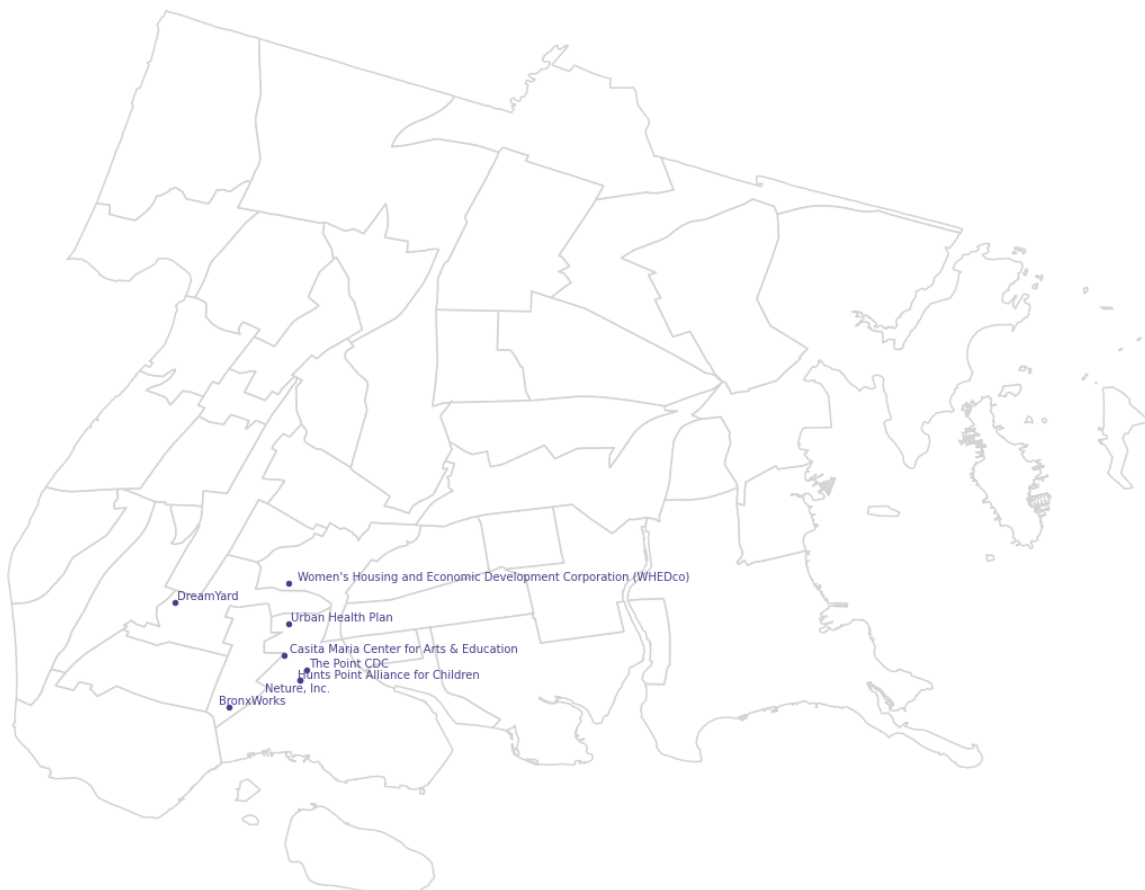 Women's Housing and Economic Development Corporation (WHEDco)
DreamYard
Urban Health Plan
Casita Maria Center for Arts & Education
The Point CDC
Hunts Point Alliance for Children
Neture, Inc.
BronxWorks